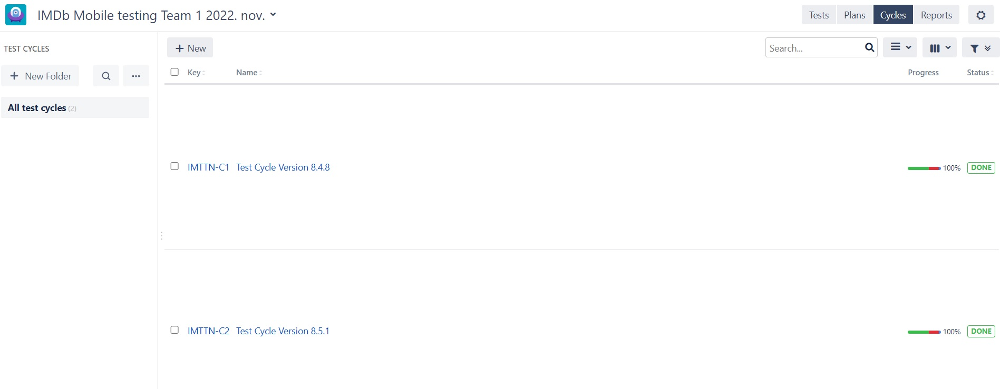 IMDb Mobile testing Team 1 2022. nov.
Tests Plans Cycles Reports
TEST CYCLES
+ New
Search...
+ New Folder ...
Key Name Progress Status
All test cycles (2)
IMTTN-C1 Test Cycle Version 8.4.8 100% DONE
IMTTN-C2 Test Cycle Version 8.5.1 100% DONE